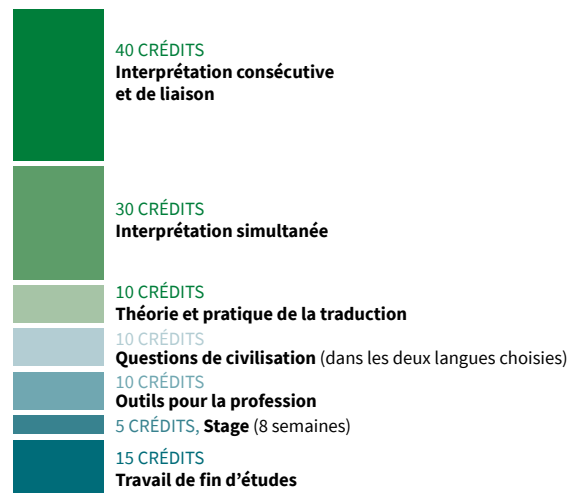 40 CRÉDITS
Interprétation consécutive
et de liaison
30 CRÉDITS
Interprétation simultanée
10 CRÉDITS
Théorie et pratique de la traduction
10 CRÉDITS
Questions de civilisation (dans les deux langues choisies)
10 CRÉDITS
Outils pour la profession
5 CRÉDITS, Stage (8 semaines)
15 CRÉDITS
Travail de fin d’études